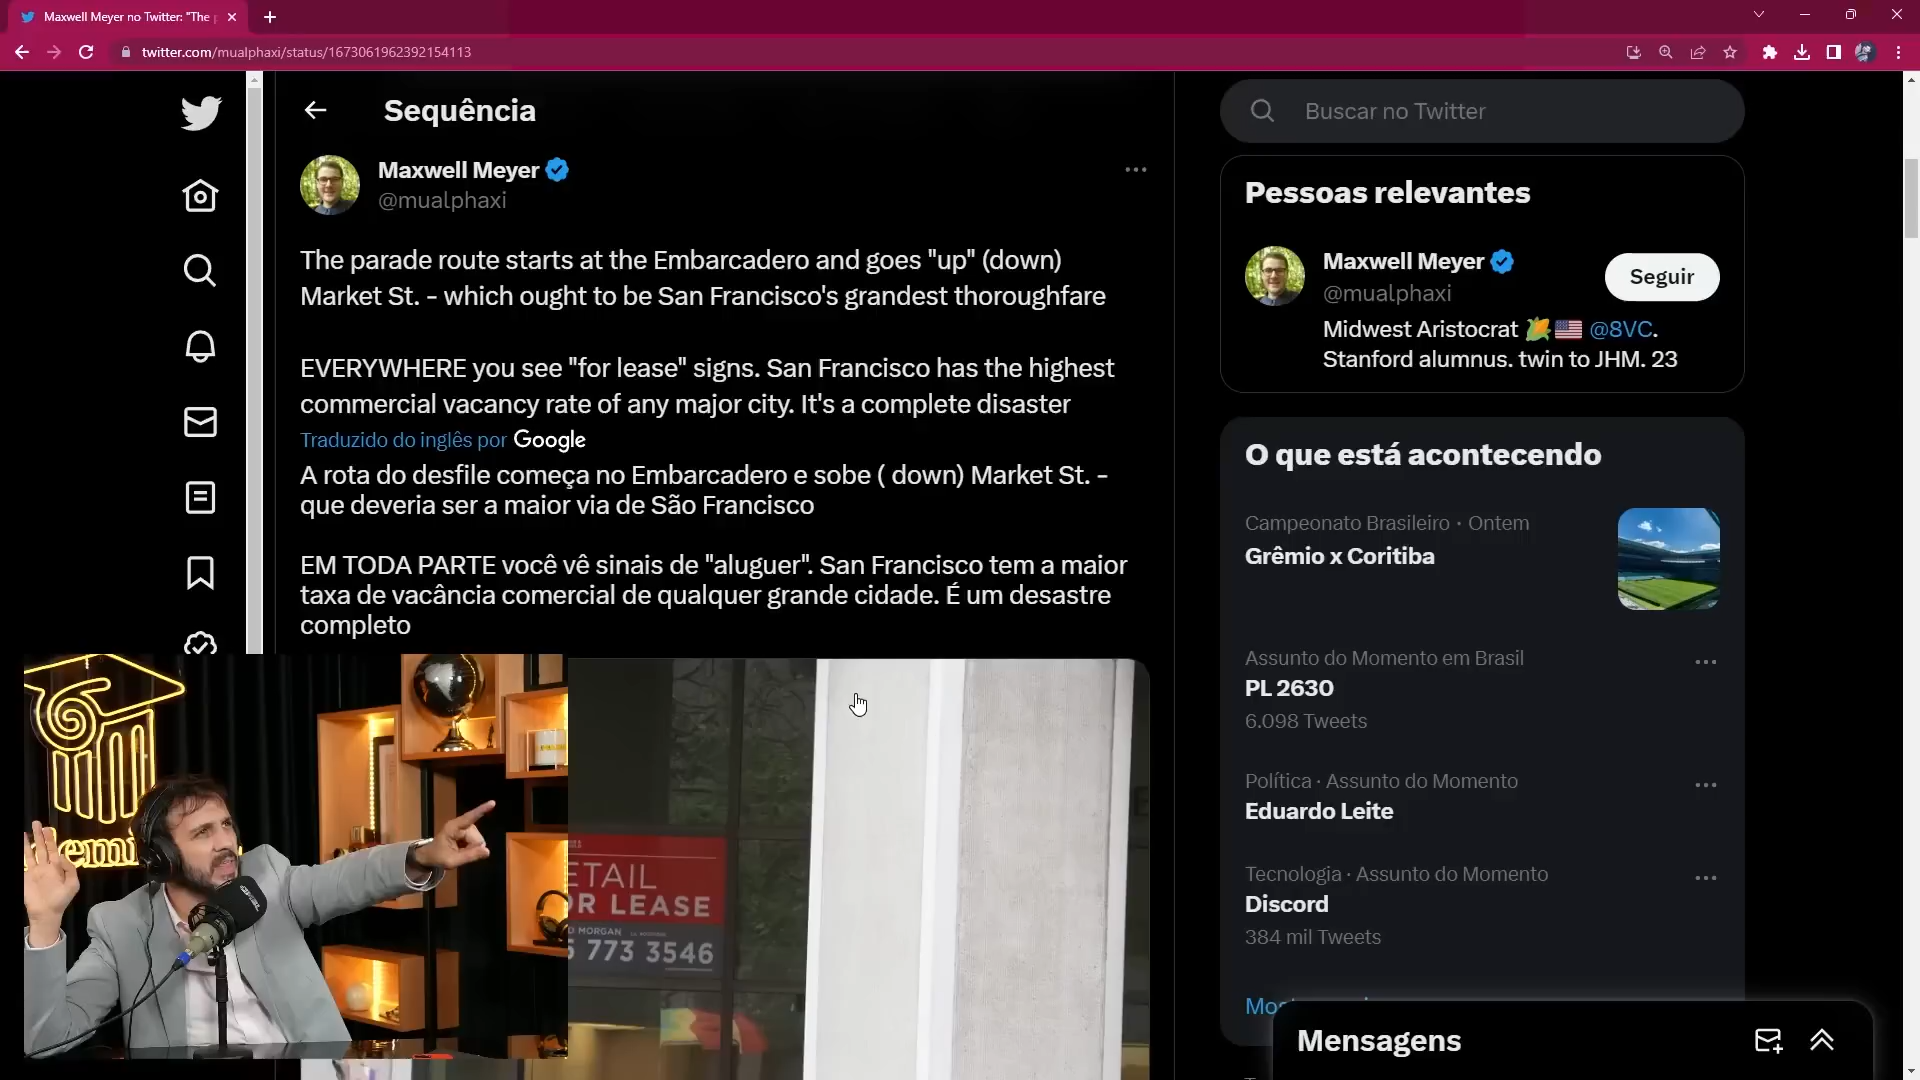 Maxwell Meyer no Twitter: "The
twitter.com/mualphaxi/status/1673061962392154113
Sequência
Maxwell Meyer
@mualphaxi
The parade route starts at the Embarcadero and goes "up" (down)
Market St. - which ought to be San Francisco's grandest thoroughfare
EVERYWHERE you see "for lease" signs. San Francisco has the highest
commercial vacancy rate of any major city. It's a complete disaster
Traduzido do inglês por Google
A rota do desfile começa no Embarcadero e sobe ( down) Market St. -
que deveria ser a maior via de São Francisco
EM TODA PARTE você vê sinais de "aluguer". San Francisco tem a maior
taxa de vacância comercial de qualquer grande cidade. É um desastre
completo
ETAIL
OR LEASE
MORGAN
5 773 3546
Buscar no Twitter
Pessoas relevantes
Maxwell Meyer
@mualphaxi
Seguir
Midwest Aristocrat 🌽🇺🇸 @8VC.
Stanford alumnus. twin to JHM. 23
O que está acontecendo
Campeonato Brasileiro · Ontem
Grêmio x Coritiba
Assunto do Momento em Brasil
PL 2630
6.098 Tweets
Política · Assunto do Momento
Eduardo Leite
Tecnologia · Assunto do Momento
Discord
384 mil Tweets
Mos
Mensagens